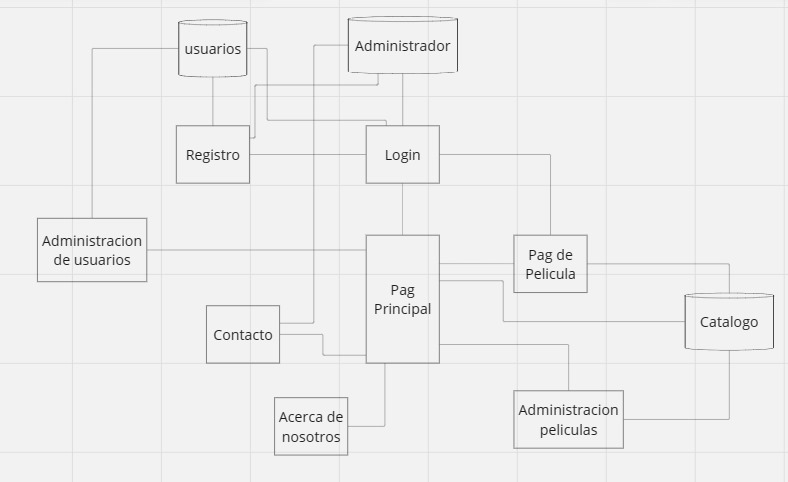 usuarios
Administrador
Registro
Login
Administracion
de usuarios
Pag de
Pelicula
Pag
Principal
Catalogo
Contacto
Acerca de
nosotros
Administracion
peliculas